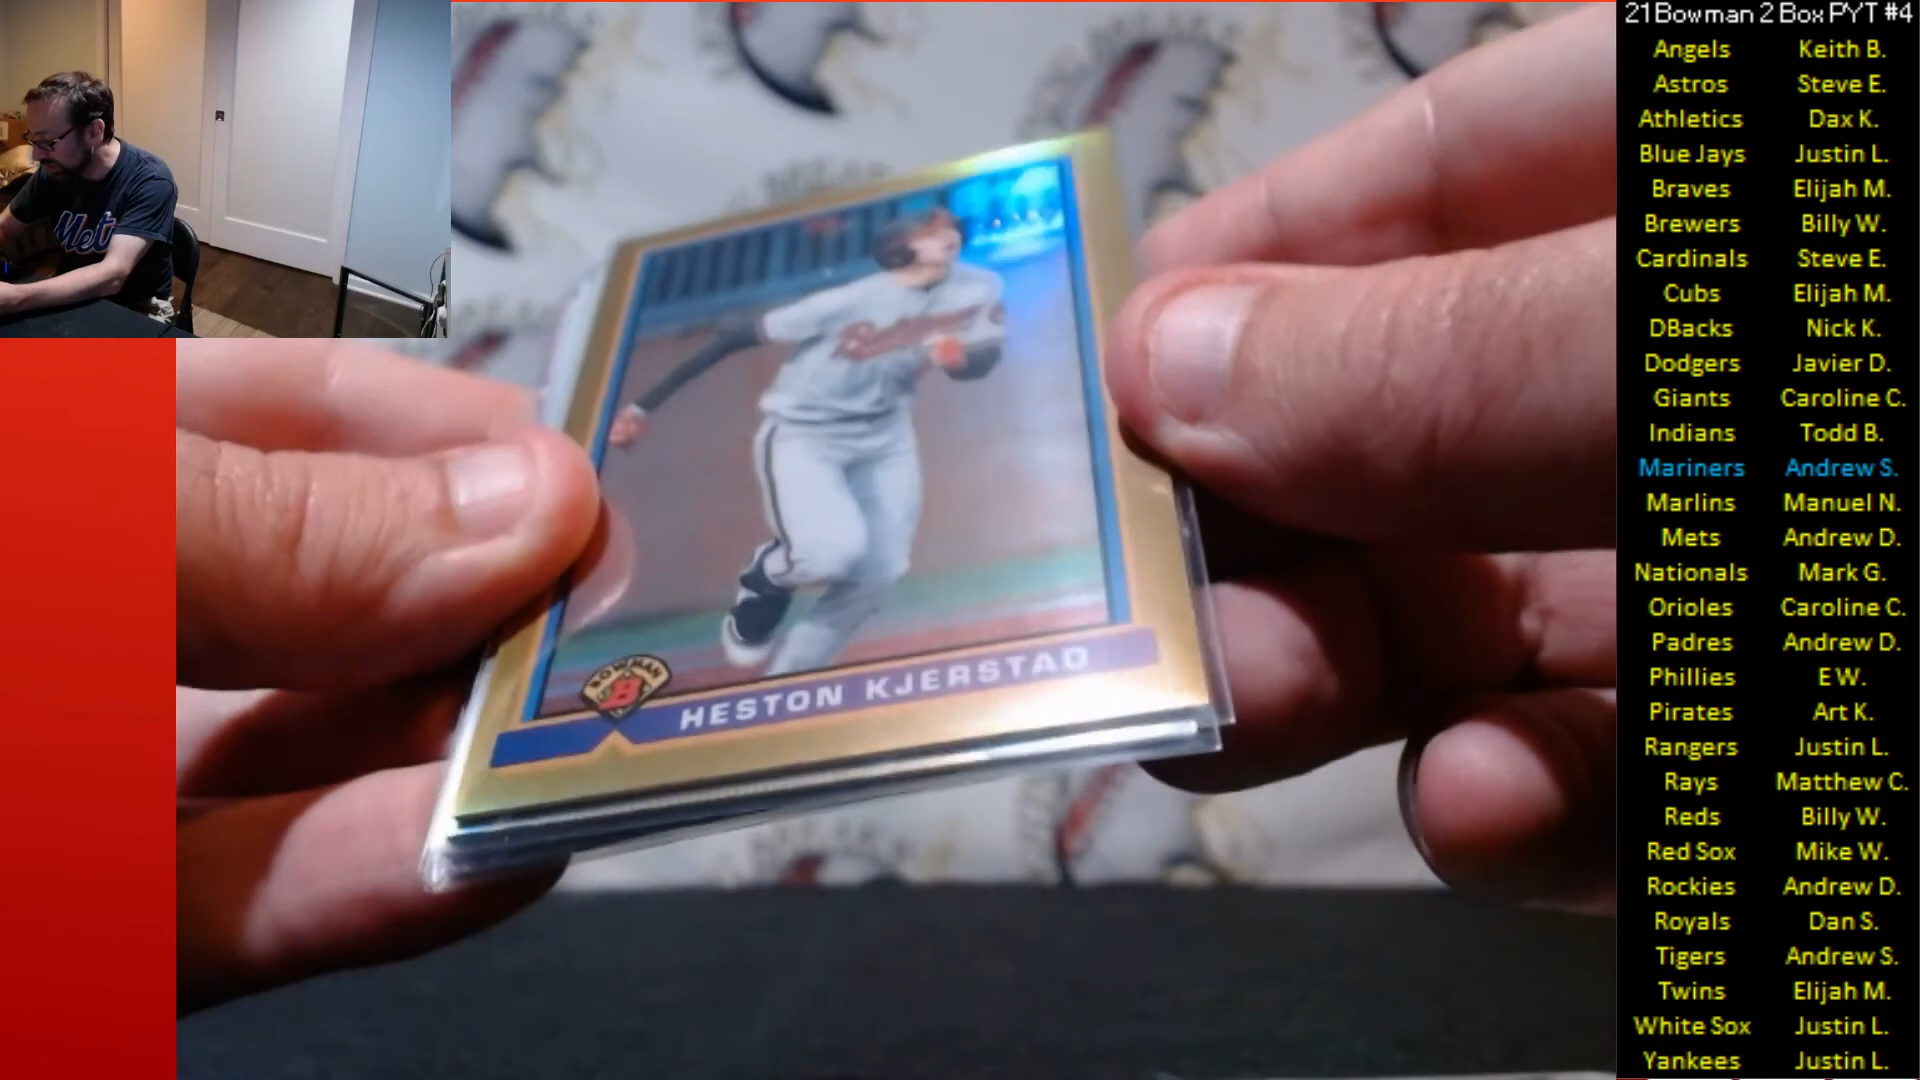 21 Bowman 2 Box PYT #4
Angels Keith B.
Astros Steve E.
Athletics Dax K.
Blue Jays Justin L.
Braves Elijah M.
Brewers Billy W.
Cardinals Steve E.
Cubs Elijah M.
DBacks Nick K.
Dodgers Javier D.
Giants Caroline C.
Indians Todd B.
Mariners Andrew S.
Marlins Manuel N.
Mets Andrew D.
Nationals Mark G.
Orioles Caroline C.
Padres Andrew D.
Phillies E W.
Pirates Art K.
Rangers Justin L.
Rays Matthew C.
Reds Billy W.
Red Sox Mike W.
Rockies Andrew D.
Royals Dan S.
Tigers Andrew S.
Twins Elijah M.
White Sox Justin L.
Yankees Justin L.
Met
BOWMAN
B
HESTON KJERSTAD